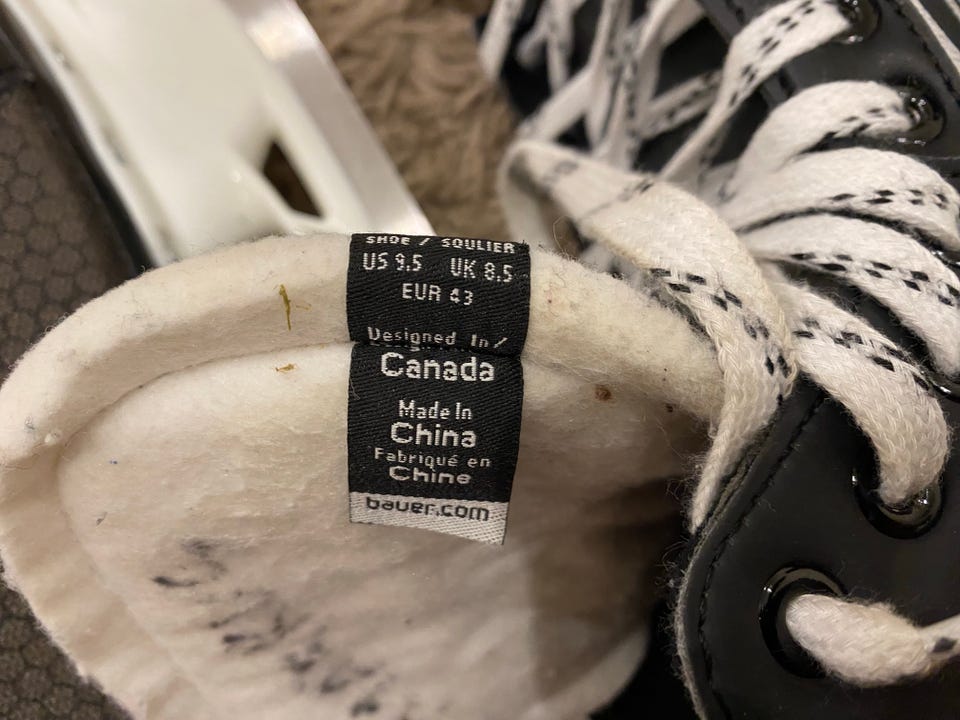 SHOE / SOULIER
US 9.5 UK 8.5
EUR 43
Designed In/
Canada
Made In
China
Fabriqué en
Chine
bauer.com